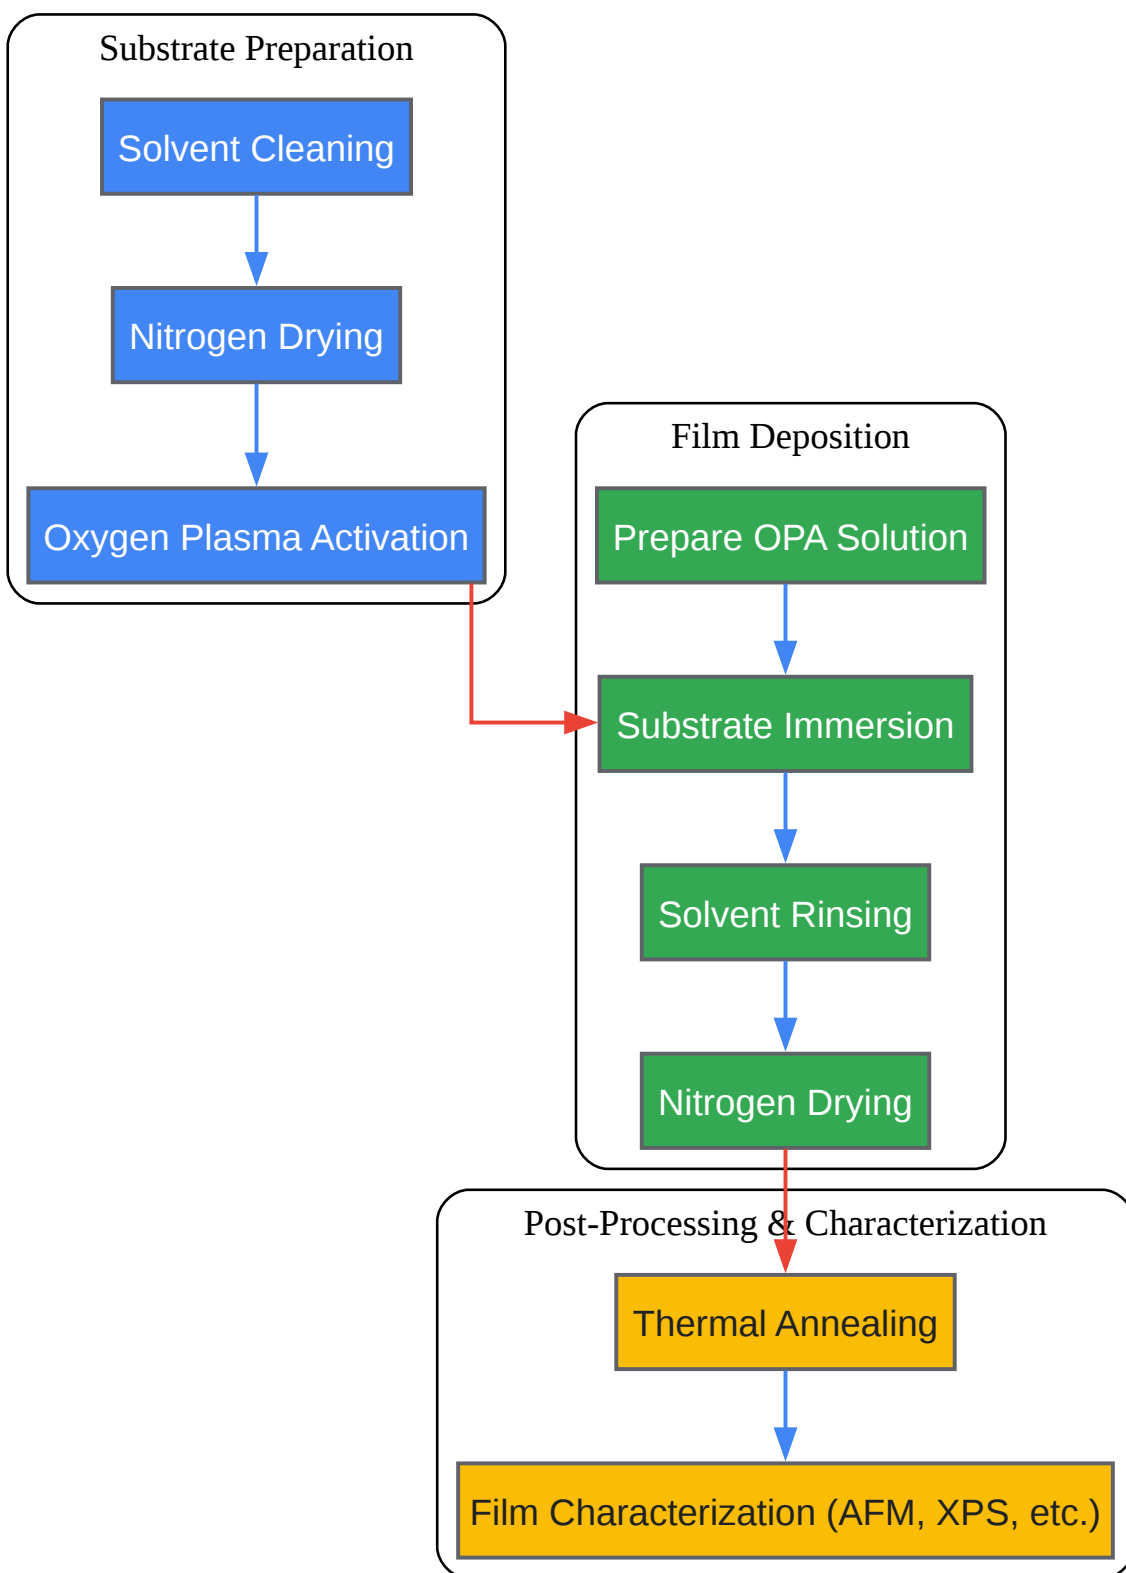 Substrate Preparation
Solvent Cleaning
Nitrogen Drying
Oxygen Plasma Activation
Film Deposition
Prepare OPA Solution
Substrate Immersion
Solvent Rinsing
Nitrogen Drying
Post-Processing & Characterization
Thermal Annealing
Film Characterization (AFM, XPS, etc.)